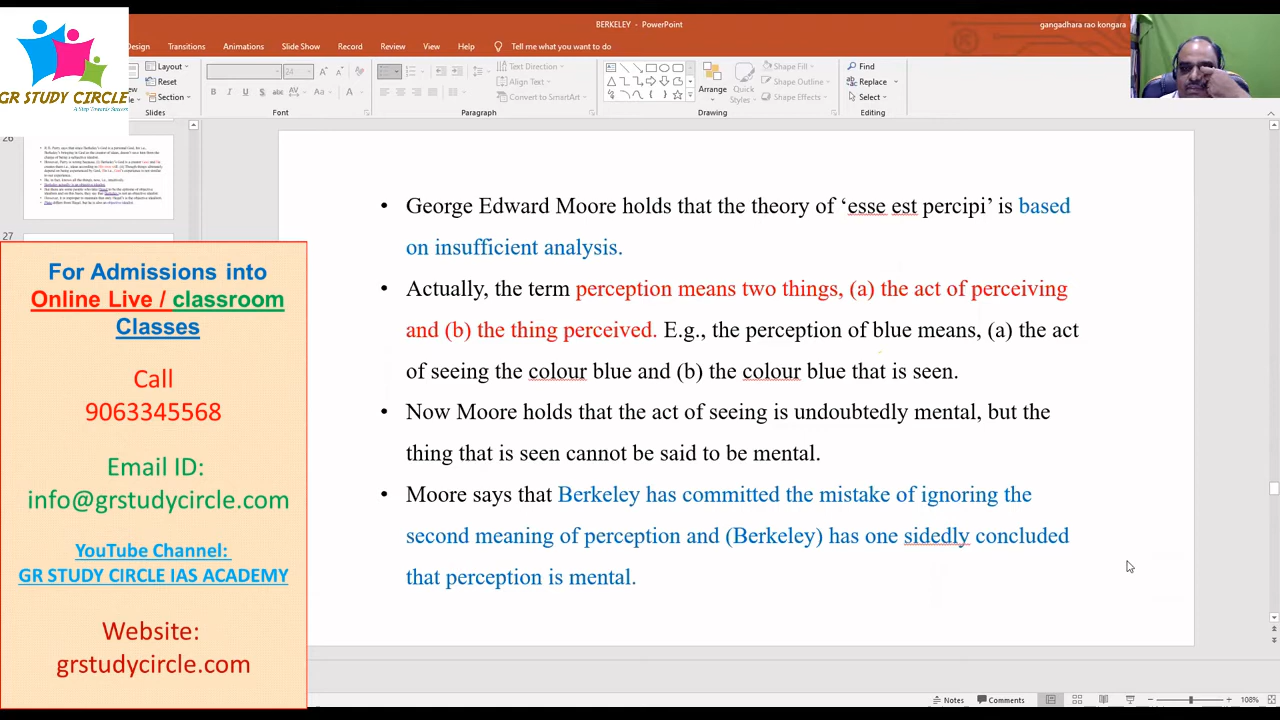 BERKELEY - PowerPoint
gangadhara rao kongara
Design Transitions Animations Slide Show Record Review View Help Tell me what you want to do
Layout
Reset
Section
Slides
Font
Text Direction
Align Text
Convert to SmartArt
Paragraph
Arrange
Quick Styles
Shape Fill
Shape Outline
Shape Effects
Drawing
Find
Replace
Select
Editing
GR STUDY CIRCLE
A Step Towards Success
26
27
For Admissions into
Online Live / classroom
Classes
Call
9063345568
Email ID:
info@grstudycircle.com
YouTube Channel:
GR STUDY CIRCLE IAS ACADEMY
Website:
grstudycircle.com
• George Edward Moore holds that the theory of ‘esse est percipi’ is based
on insufficient analysis.
• Actually, the term perception means two things, (a) the act of perceiving
and (b) the thing perceived. E.g., the perception of blue means, (a) the act
of seeing the colour blue and (b) the colour blue that is seen.
• Now Moore holds that the act of seeing is undoubtedly mental, but the
thing that is seen cannot be said to be mental.
• Moore says that Berkeley has committed the mistake of ignoring the
second meaning of perception and (Berkeley) has one sidedly concluded
that perception is mental.
Notes Comments 108%